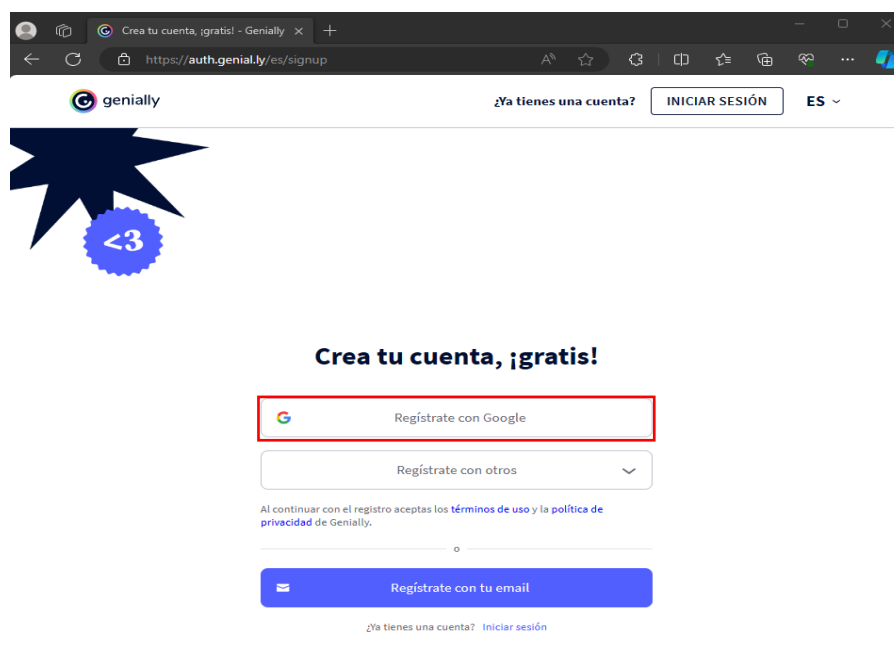 Crea tu cuenta, ¡gratis! - Genially
https://auth.genial.ly/es/signup
genially
¿Ya tienes una cuenta?
INICIAR SESIÓN
ES
<3
Crea tu cuenta, ¡gratis!
Regístrate con Google
Regístrate con otros
Al continuar con el registro aceptas los términos de uso y la política de
privacidad de Genially.
o
Regístrate con tu email
¿Ya tienes una cuenta? Iniciar sesión